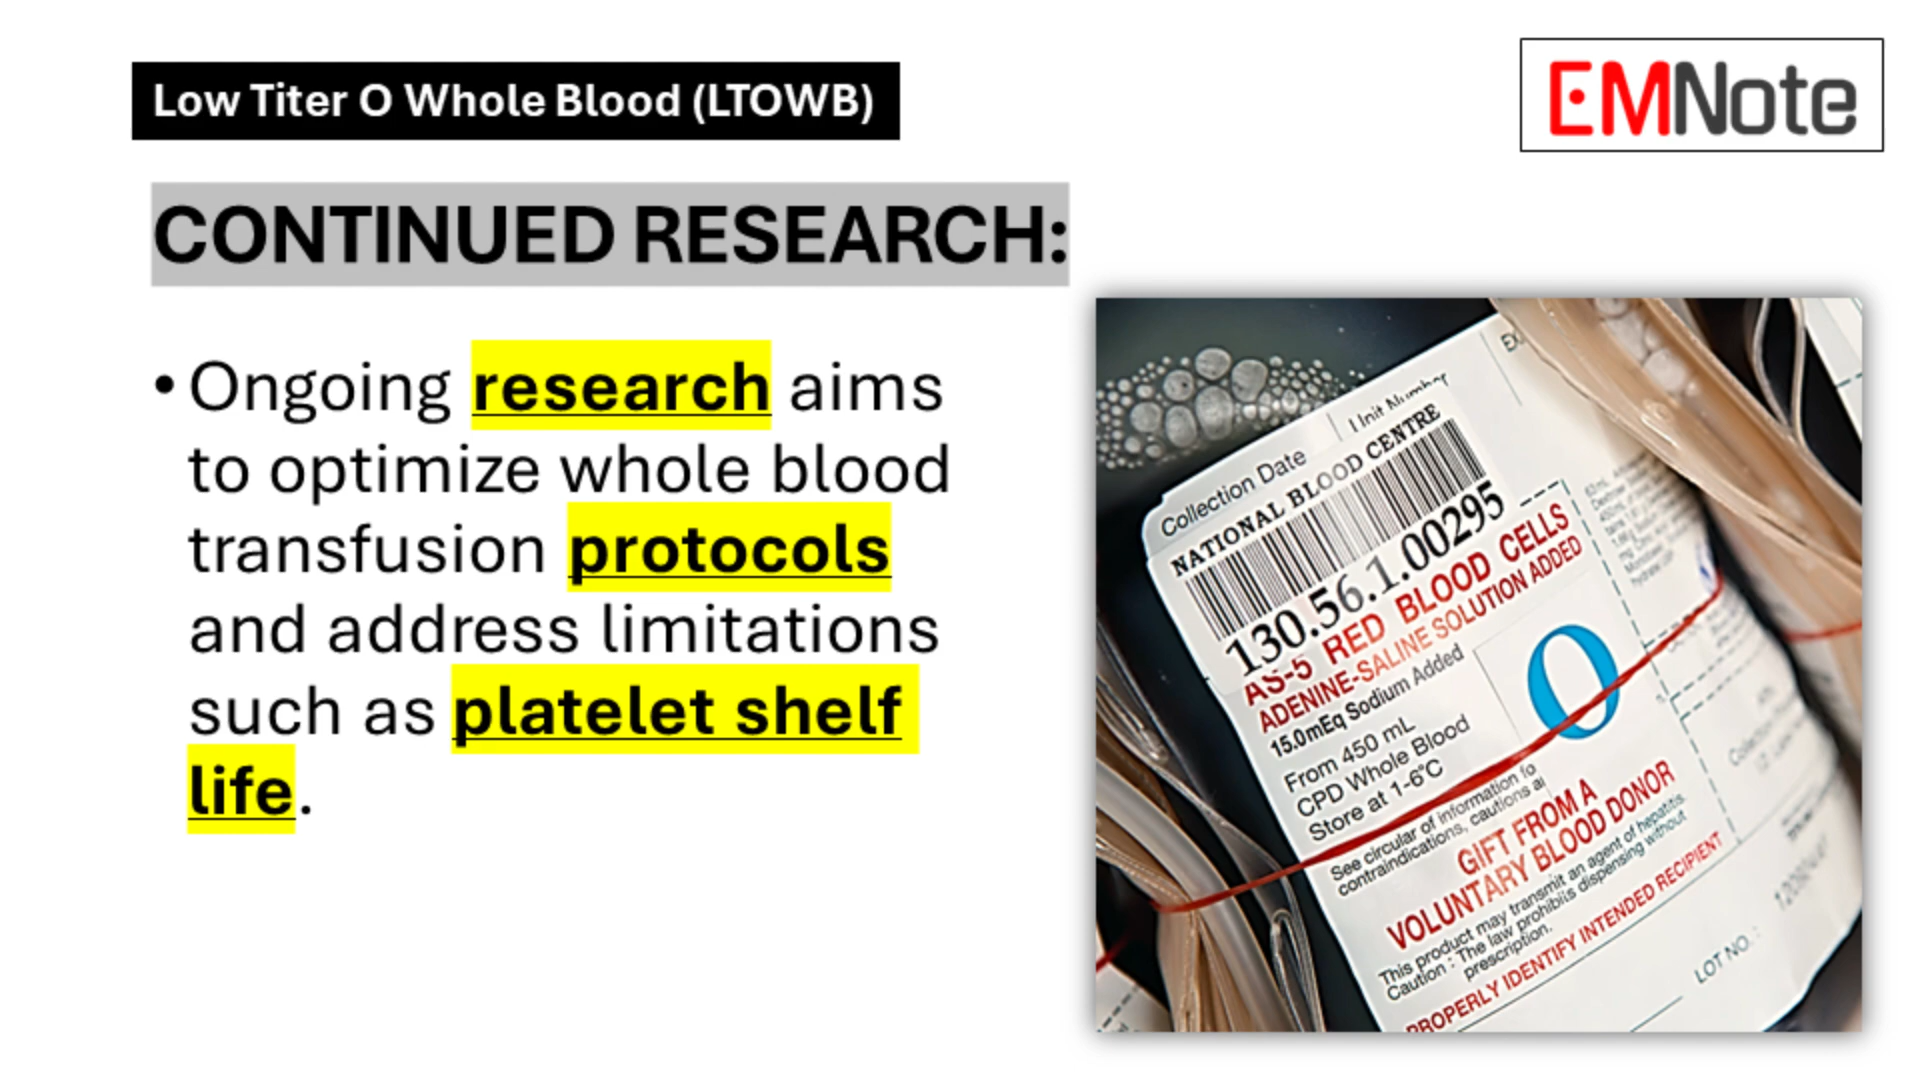 Low Titer O Whole Blood (LTOWB)
EMNote
CONTINUED RESEARCH:
• Ongoing research aims
to optimize whole blood
transfusion protocols
and address limitations
such as platelet shelf
life.
Unit Number
Collection Date
NATIONAL BLOOD CENTRE
130.56.1.00295
AS-5 RED BLOOD CELLS
ADENINE-SALINE SOLUTION ADDED
15.0mEq Sodium Added
From 450 mL
CPD Whole Blood
Store at 1-6°C
O
See circular of information fo
contraindications, cautions a
GIFT FROM A
VOLUNTARY BLOOD DONOR
This product may transmit an agent of hepatitis.
Caution : The law prohibits dispensing without
prescription.
PROPERLY IDENTIFY INTENDED RECIPIENT
LOT NO. :